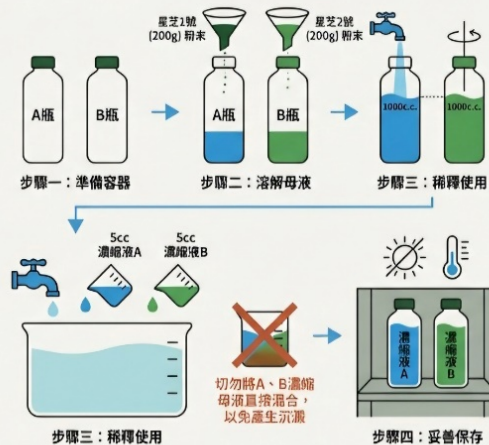 星芝1號
(200g) 粉末
星芝2號
(200g) 粉末
A瓶
B瓶
A瓶
B瓶
1000c.c.
1000c.c.
步驟一：準備容器
步驟二：溶解母液
步驟三：稀釋使用
5cc
濃縮液A
5cc
濃縮液B
切勿將A、B濃縮
母液直接混合，
以免產生沉澱
濃縮液A
濃縮液B
步驟三：稀釋使用
步驟四：妥善保存